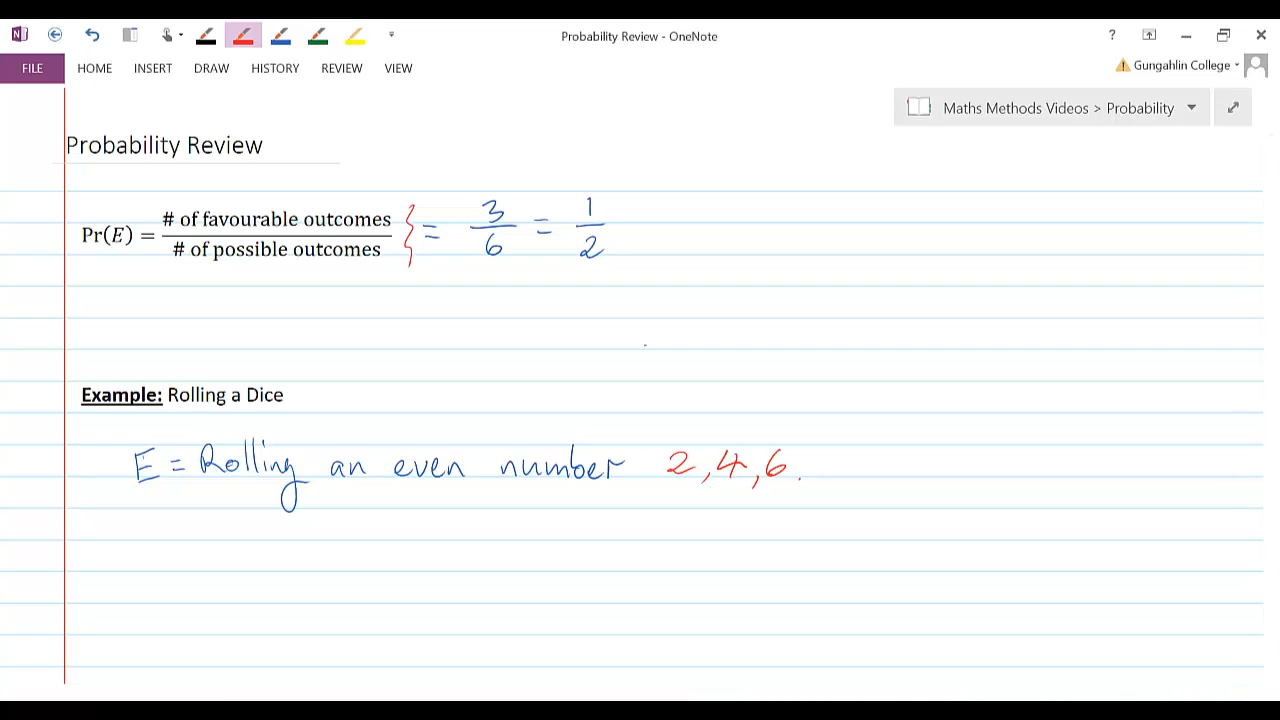 Probability Review - OneNote
?
FILE HOME INSERT DRAW HISTORY REVIEW VIEW
Gungahlin College
Maths Methods Videos > Probability
Probability Review
Pr(E) = # of favourable outcomes / # of possible outcomes } = 3/6 = 1/2
Example: Rolling a Dice
E = Rolling an even number 2,4,6.